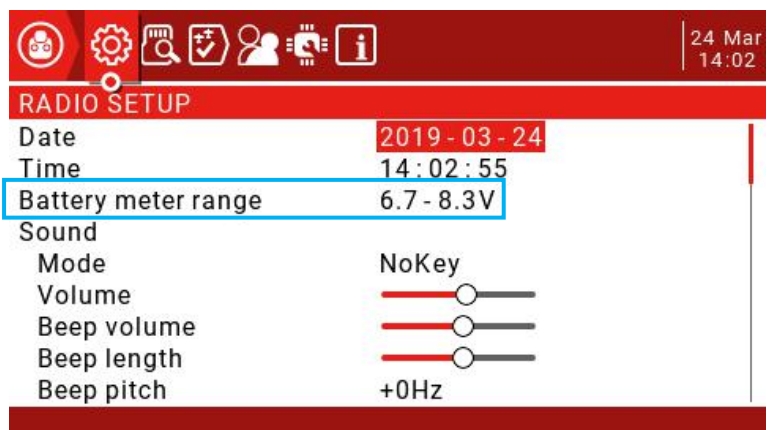 24 Mar
14:02
RADIO SETUP
Date 2019-03-24
Time 14:02:55
Battery meter range 6.7-8.3V
Sound
Mode NoKey
Volume
Beep volume
Beep length
Beep pitch +0Hz